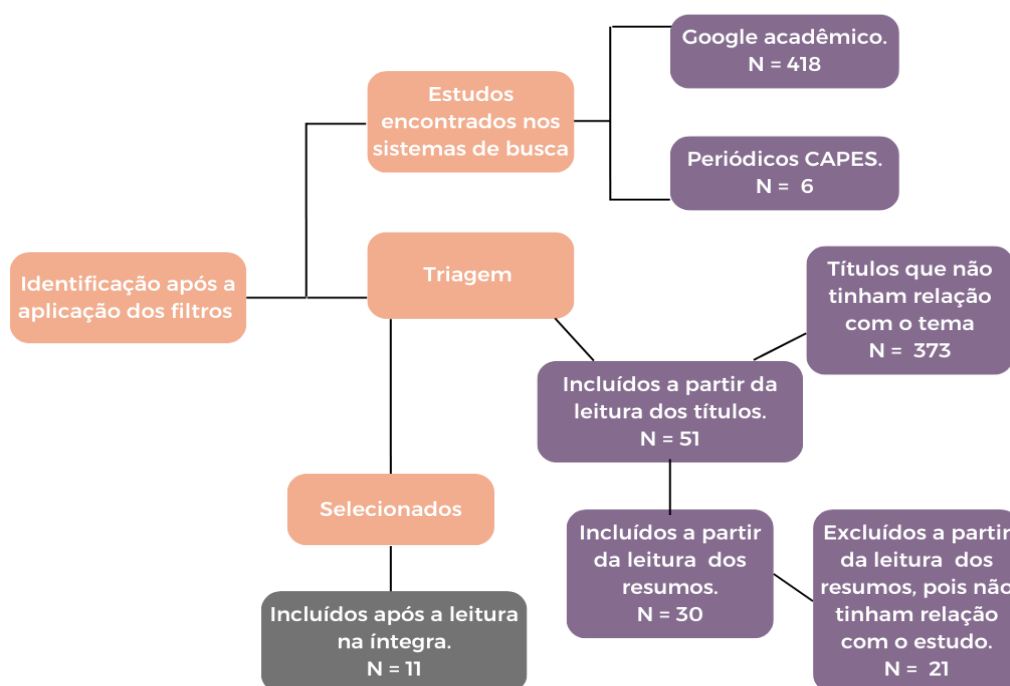 Google acadêmico.
N = 418
Estudos
encontrados nos
sistemas de busca
Periódicos CAPES.
N = 6
Identificação após a
aplicação dos filtros
Triagem
Títulos que não
tinham relação
com o tema
N = 373
Incluídos a partir da
leitura dos títulos.
N = 51
Selecionados
Incluídos a partir
da leitura dos
resumos.
N = 30
Excluídos a partir
da leitura dos
resumos, pois não
tinham relação
com o estudo.
N = 21
Incluídos após a leitura
na íntegra.
N = 11